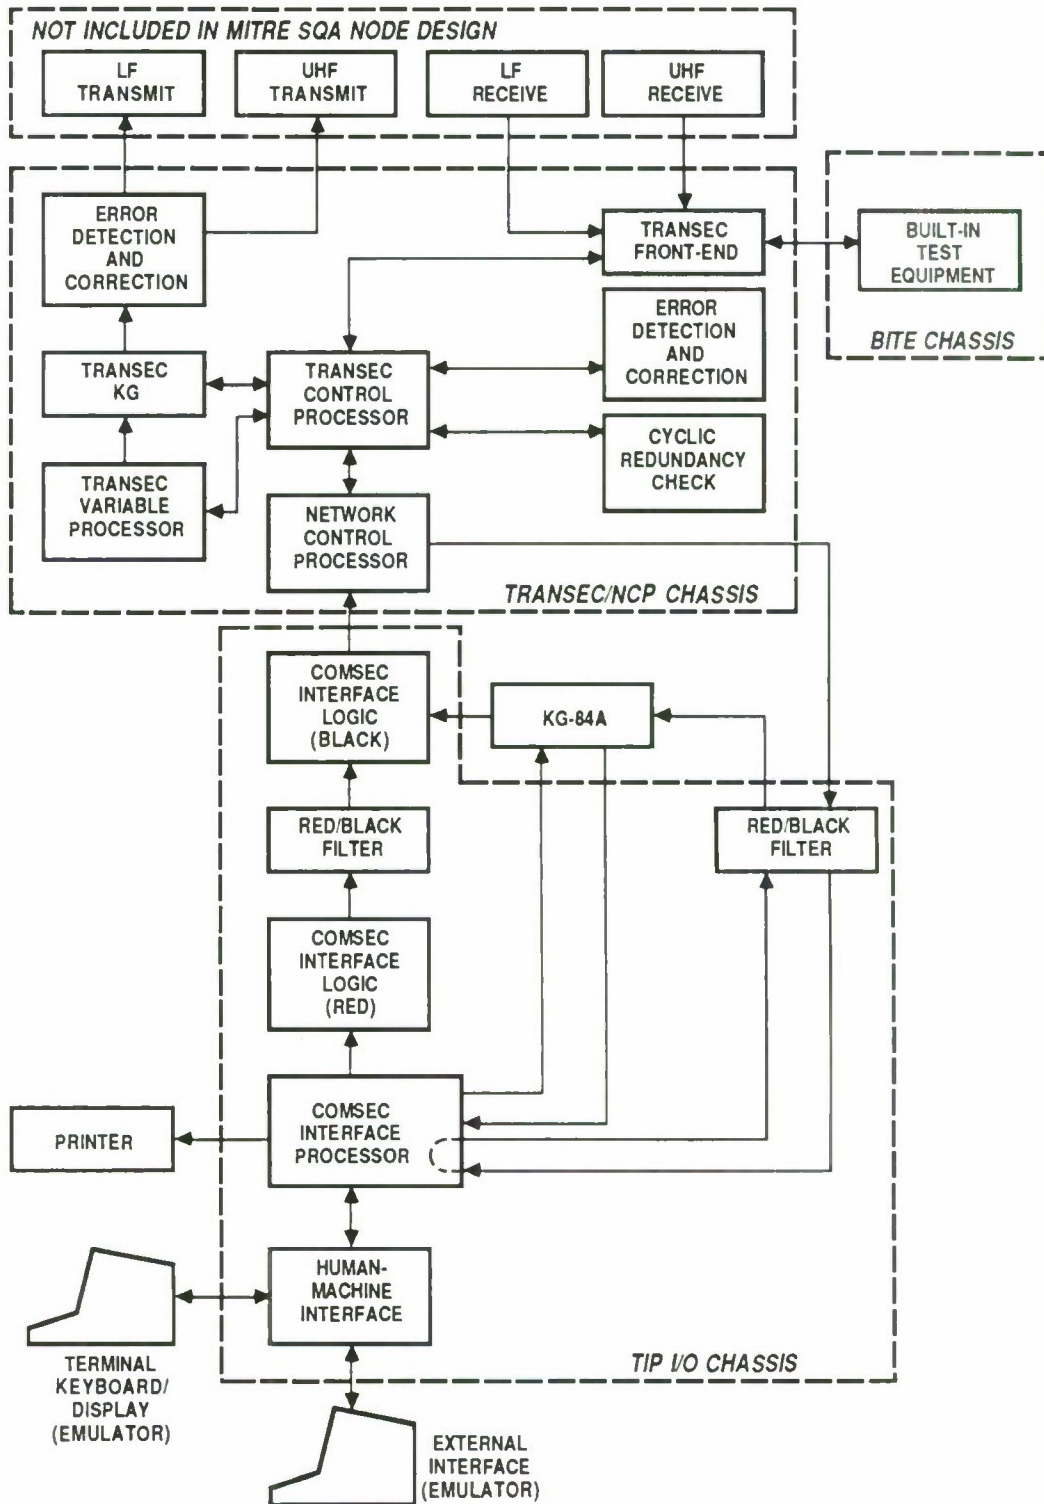 NOT INCLUDED IN MITRE SQA NODE DESIGN
LF
TRANSMIT
UHF
TRANSMIT
LF
RECEIVE
UHF
RECEIVE
ERROR
DETECTION
AND
CORRECTION
TRANSEC
FRONT-END
BUILT-IN
TEST
EQUIPMENT
BITE CHASSIS
ERROR
DETECTION
AND
CORRECTION
TRANSEC
KG
TRANSEC
CONTROL
PROCESSOR
CYCLIC
REDUNDANCY
CHECK
TRANSEC
VARIABLE
PROCESSOR
NETWORK
CONTROL
PROCESSOR
TRANSEC/NCP CHASSIS
COMSEC
INTERFACE
LOGIC
(BLACK)
KG-84A
RED/BLACK
FILTER
RED/BLACK
FILTER
COMSEC
INTERFACE
LOGIC
(RED)
COMSEC
INTERFACE
PROCESSOR
PRINTER
HUMAN-
MACHINE
INTERFACE
TIP I/O CHASSIS
TERMINAL
KEYBOARD/
DISPLAY
(EMULATOR)
EXTERNAL
INTERFACE
(EMULATOR)